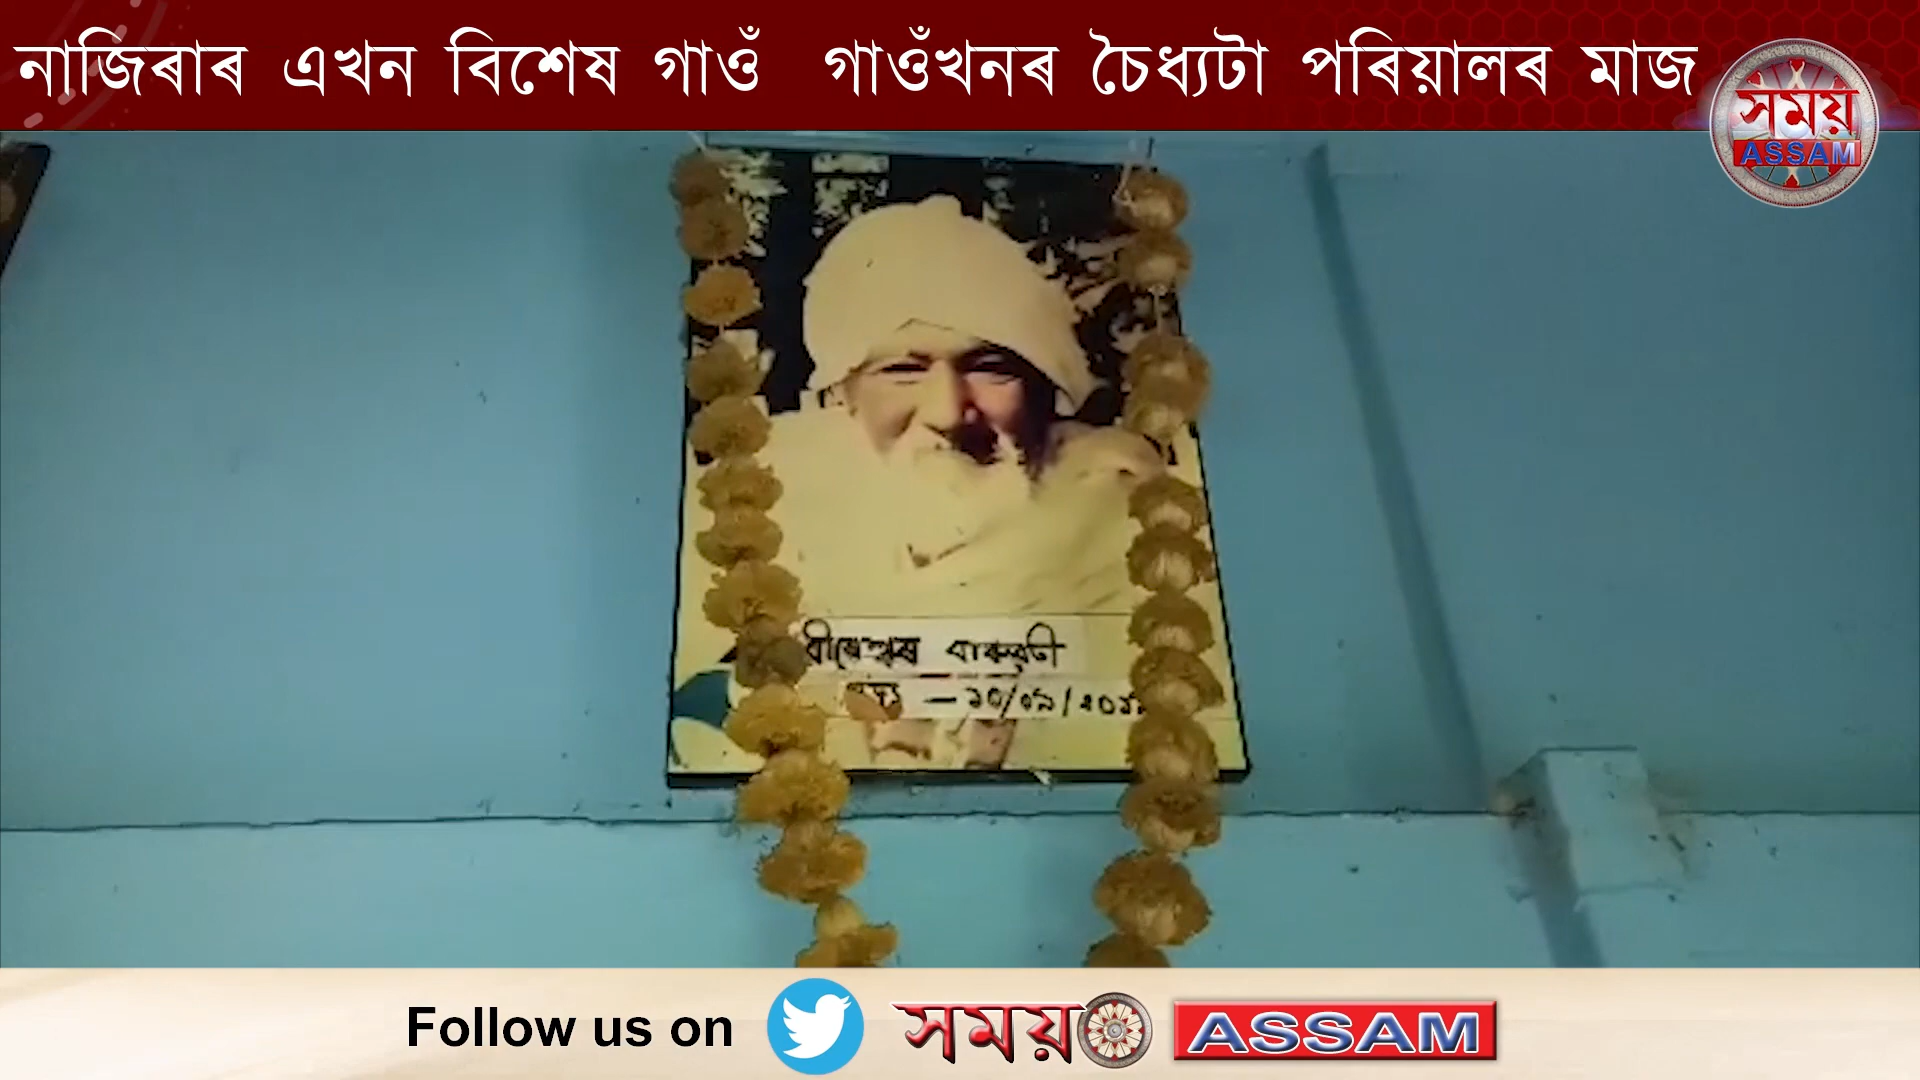 নাজিৰাৰ এখন বিশেষ গাওঁ গাওঁখনৰ চৈধ্যটা পৰিয়ালৰ মাজ
সময়
ASSAM
Follow us on সময় ASSAM